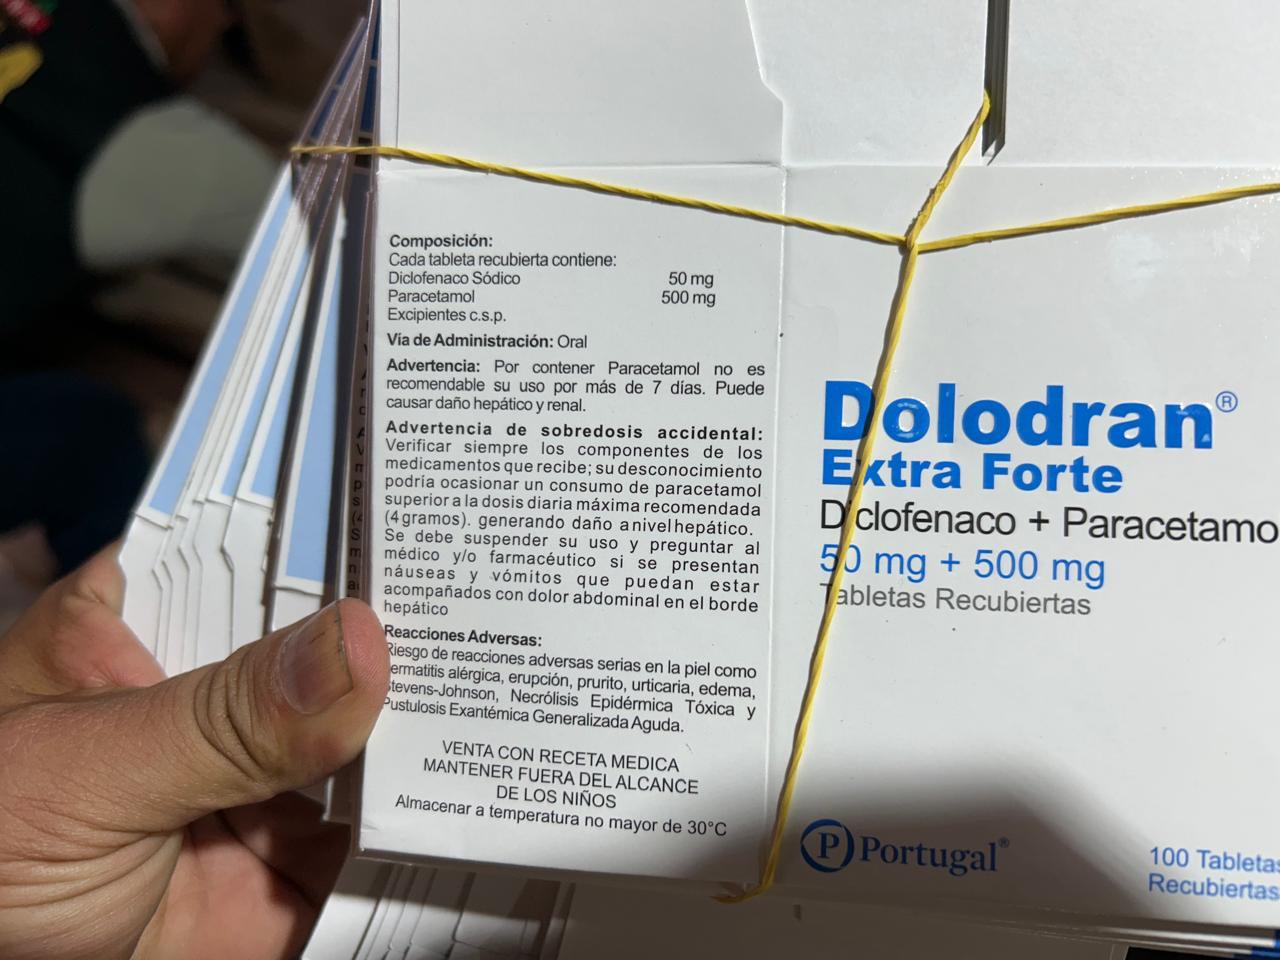 Composición:
Cada tableta recubierta contiene:
Diclofenaco Sódico 50 mg
Paracetamol 500 mg
Excipientes c.s.p.
Vía de Administración: Oral
Advertencia: Por contener Paracetamol no es
recomendable su uso por más de 7 días. Puede
causar daño hepático y renal.
Advertencia de sobredosis accidental:
Verificar siempre los componentes de los
medicamentos que recibe; su desconocimiento
podría ocasionar un consumo de paracetamol
superior a la dosis diaria máxima recomendada
(4 gramos). generando daño a nivel hepático.
Se debe suspender su uso y preguntar al
médico y/o farmacéutico si se presentan
náuseas y vómitos que puedan estar
acompañados con dolor abdominal en el borde
hepático
Reacciones Adversas:
Riesgo de reacciones adversas serias en la piel como
ermatitis alérgica, erupción, prurito, urticaria, edema,
Stevens-Johnson, Necrólisis Epidérmica Tóxica y
Pustulosis Exantémica Generalizada Aguda.
VENTA CON RECETA MEDICA
MANTENER FUERA DEL ALCANCE
DE LOS NIÑOS
Almacenar a temperatura no mayor de 30°C
Dolodran®
Extra Forte
Diclofenaco + Paracetamo
50 mg + 500 mg
Tabletas Recubiertas
P Portugal®
100 Tabletas
Recubiertas